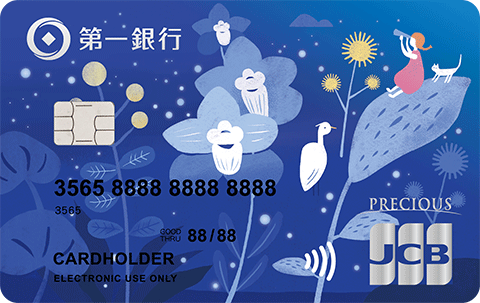 第一銀行
3565 8888 8888 8888
3565
GOOD
THRU 88/88
CARDHOLDER
ELECTRONIC USE ONLY
PRECIOUS
JCB